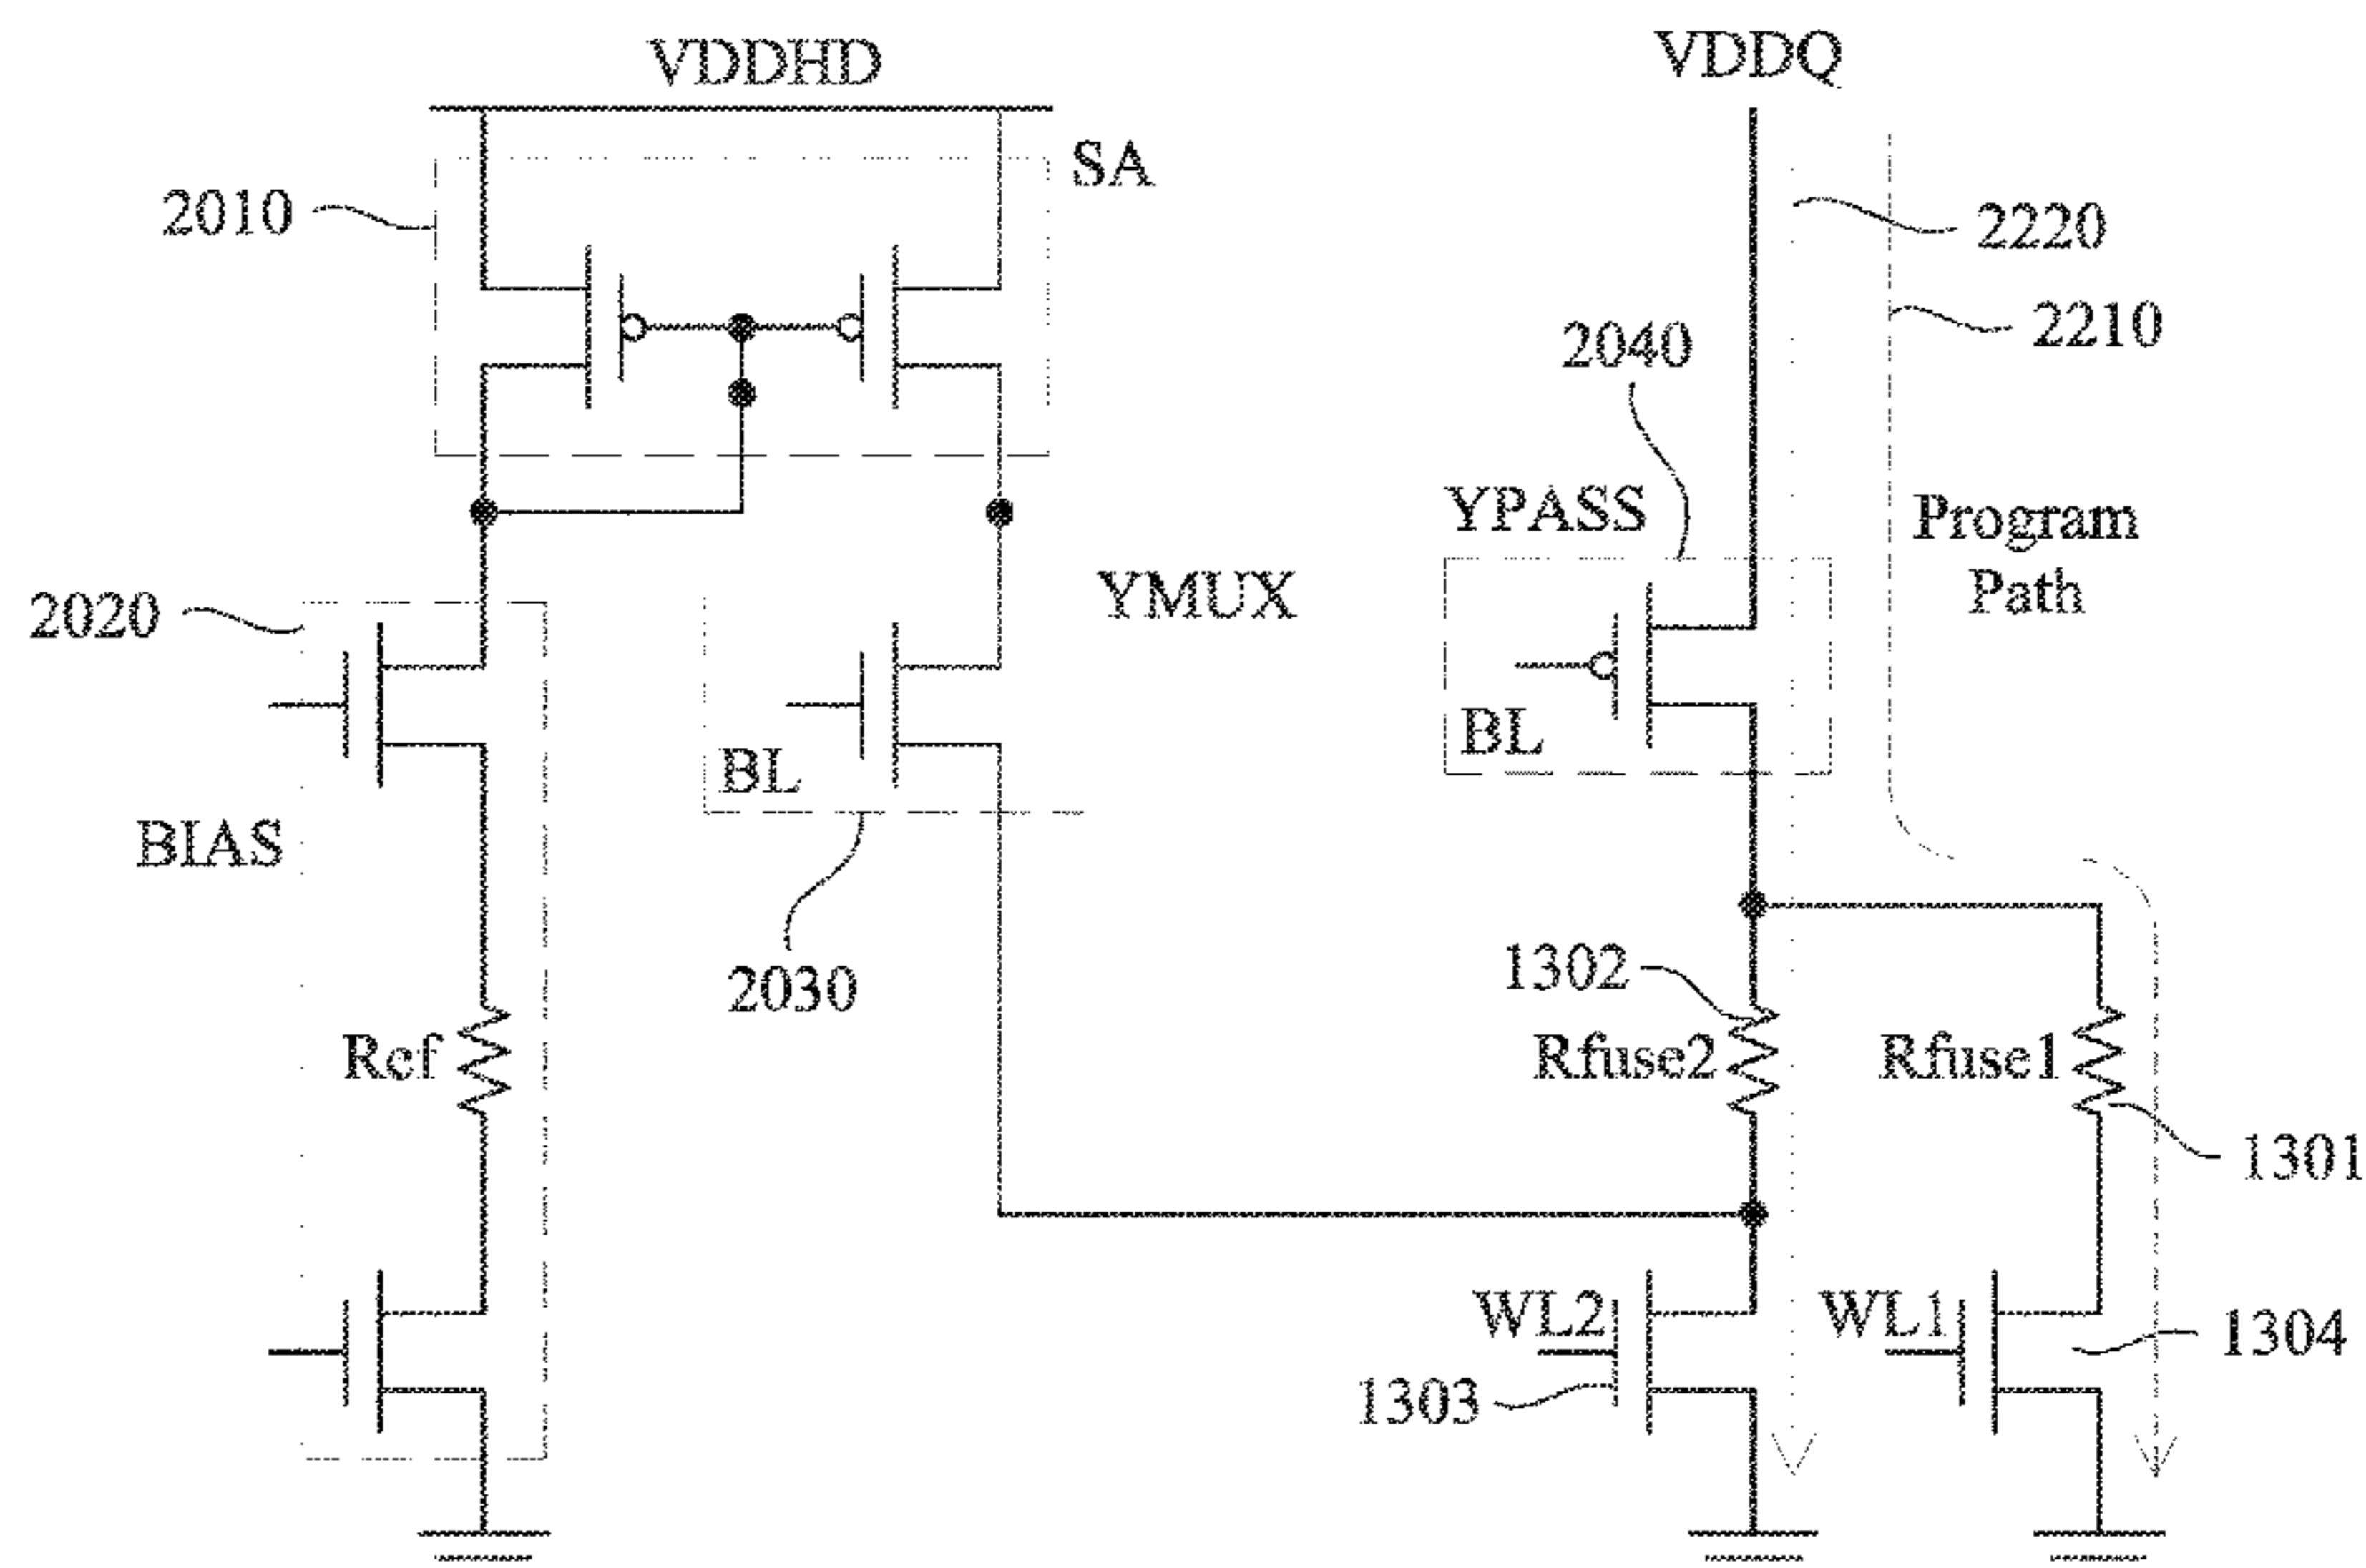 VDDHD
VDDQ
SA
2010
2220
2210
2040
YPASS
Program
Path
YMUX
2020
BL
BL
BIAS
2030
1302
Ref
Rfuse2
Rfuse1
1301
WL2
WL1
1304
1303